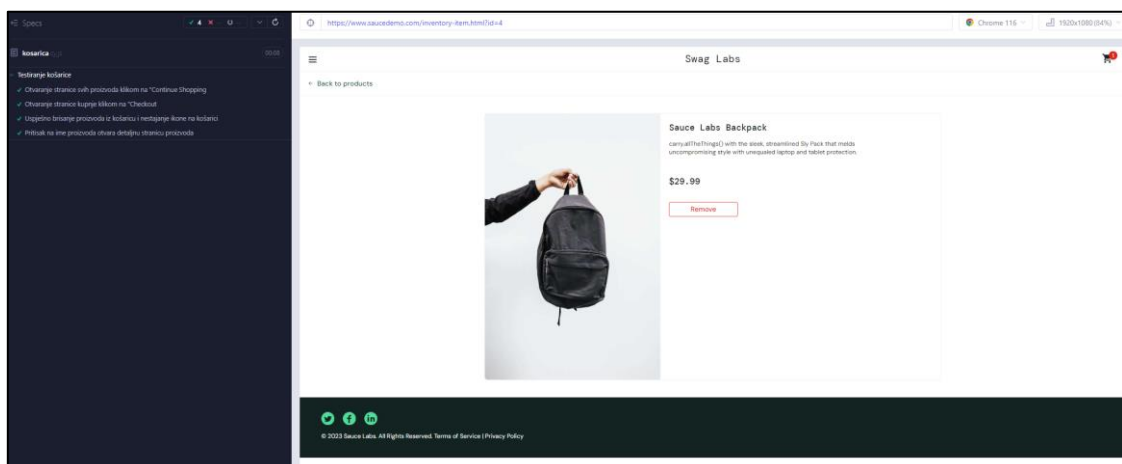 Specs
4
kosarica
Testiranje košarice
Otvaranje stranice svih proizvoda klikom na "Continue Shopping
Otvaranje stranice kupnje klikom na "Checkout
Uspješno brisanje proizvoda iz košaricu i nestajanje ikone na košarici
Pritisak na ime proizvoda otvara detaljnu stranicu proizvoda
https://www.saucedemo.com/inventory-item.html?id=4
Chrome 116
1920x1080
Swag Labs
Back to products
Sauce Labs Backpack
carry.allTheThings() with the sleek, streamlined Sly Pack that melds
uncompromising style with unequaled laptop and tablet protection.
$29.99
Remove
© 2023 Sauce Labs. All Rights Reserved. Terms of Service | Privacy Policy